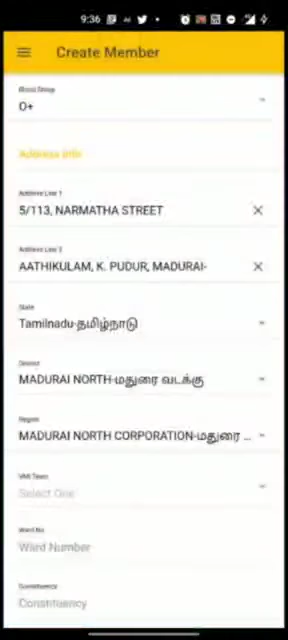 9:36
Create Member
Blood Group
O+
Address Info
Address Line 1
5/113, NARMATHA STREET
Address Line 2
AATHIKULAM, K. PUDUR, MADURAI-
State
Tamilnadu-தமிழ்நாடு
District
MADURAI NORTH-மதுரை வடக்கு
Region
MADURAI NORTH CORPORATION-மதுரை ...
Select One
Ward No
Ward Number
Constituency
Constituency